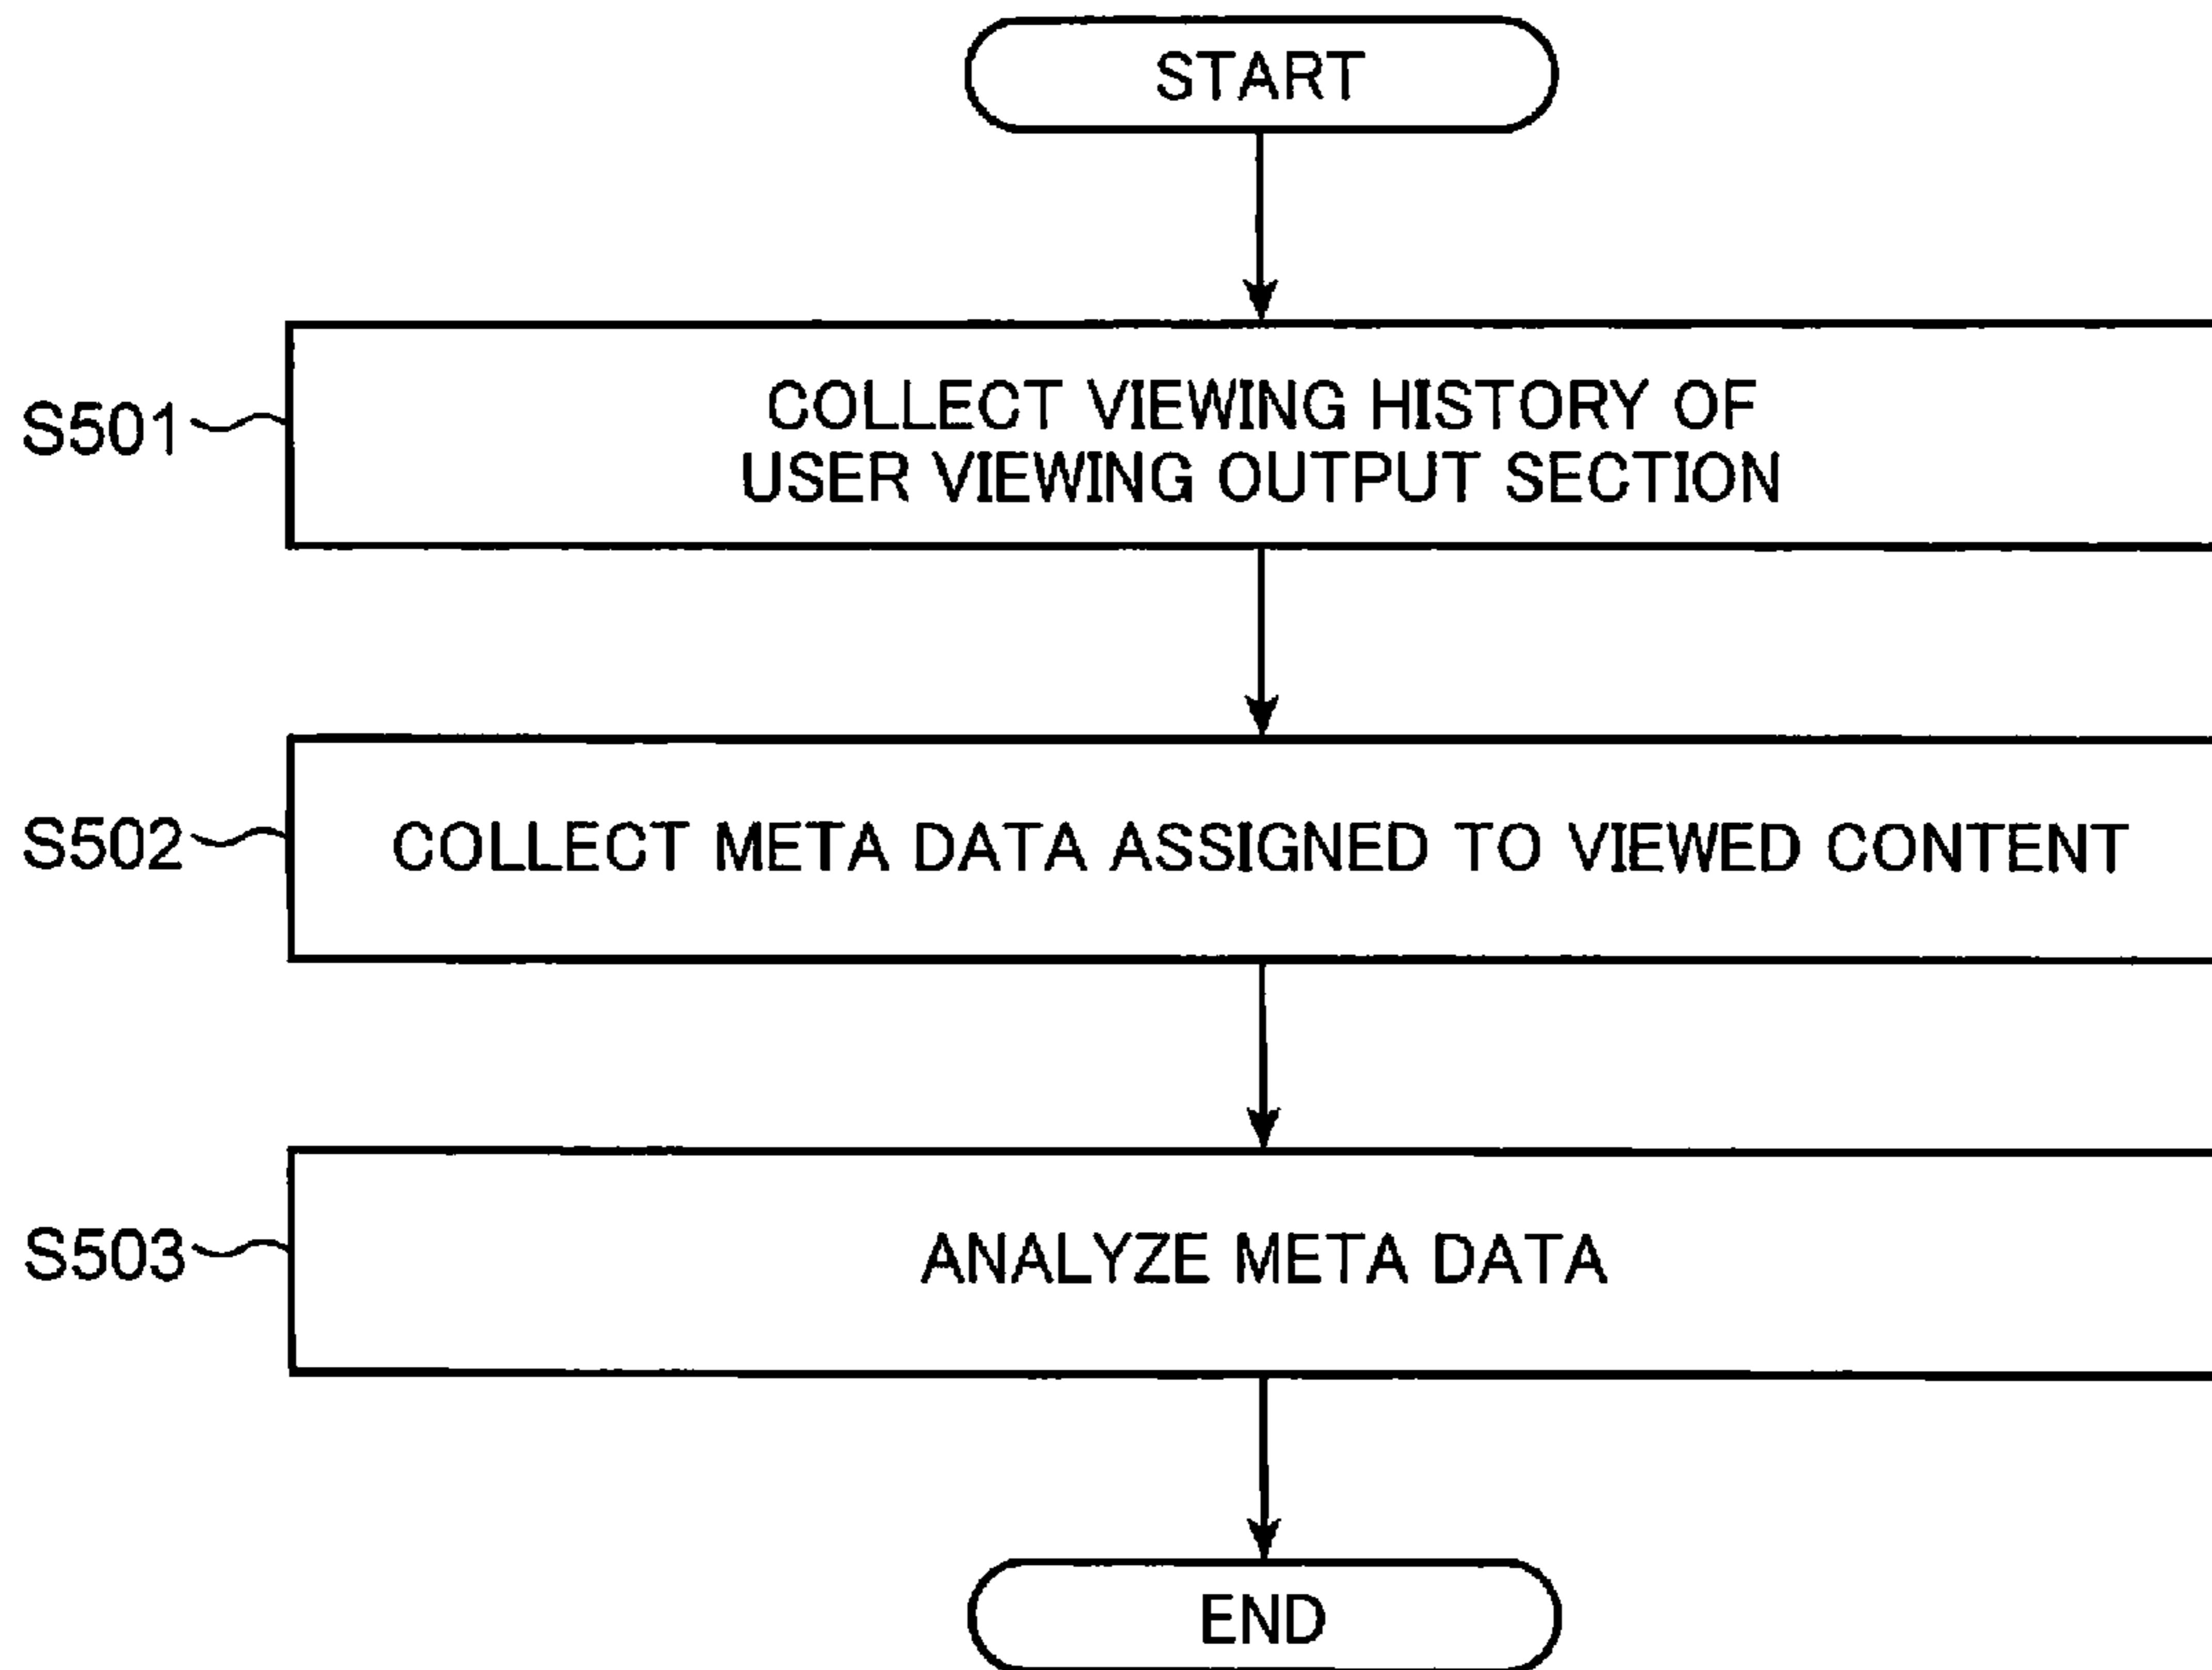 START
S501
COLLECT VIEWING HISTORY OF
USER VIEWING OUTPUT SECTION
S502
COLLECT META DATA ASSIGNED TO VIEWED CONTENT
S503
ANALYZE META DATA
END